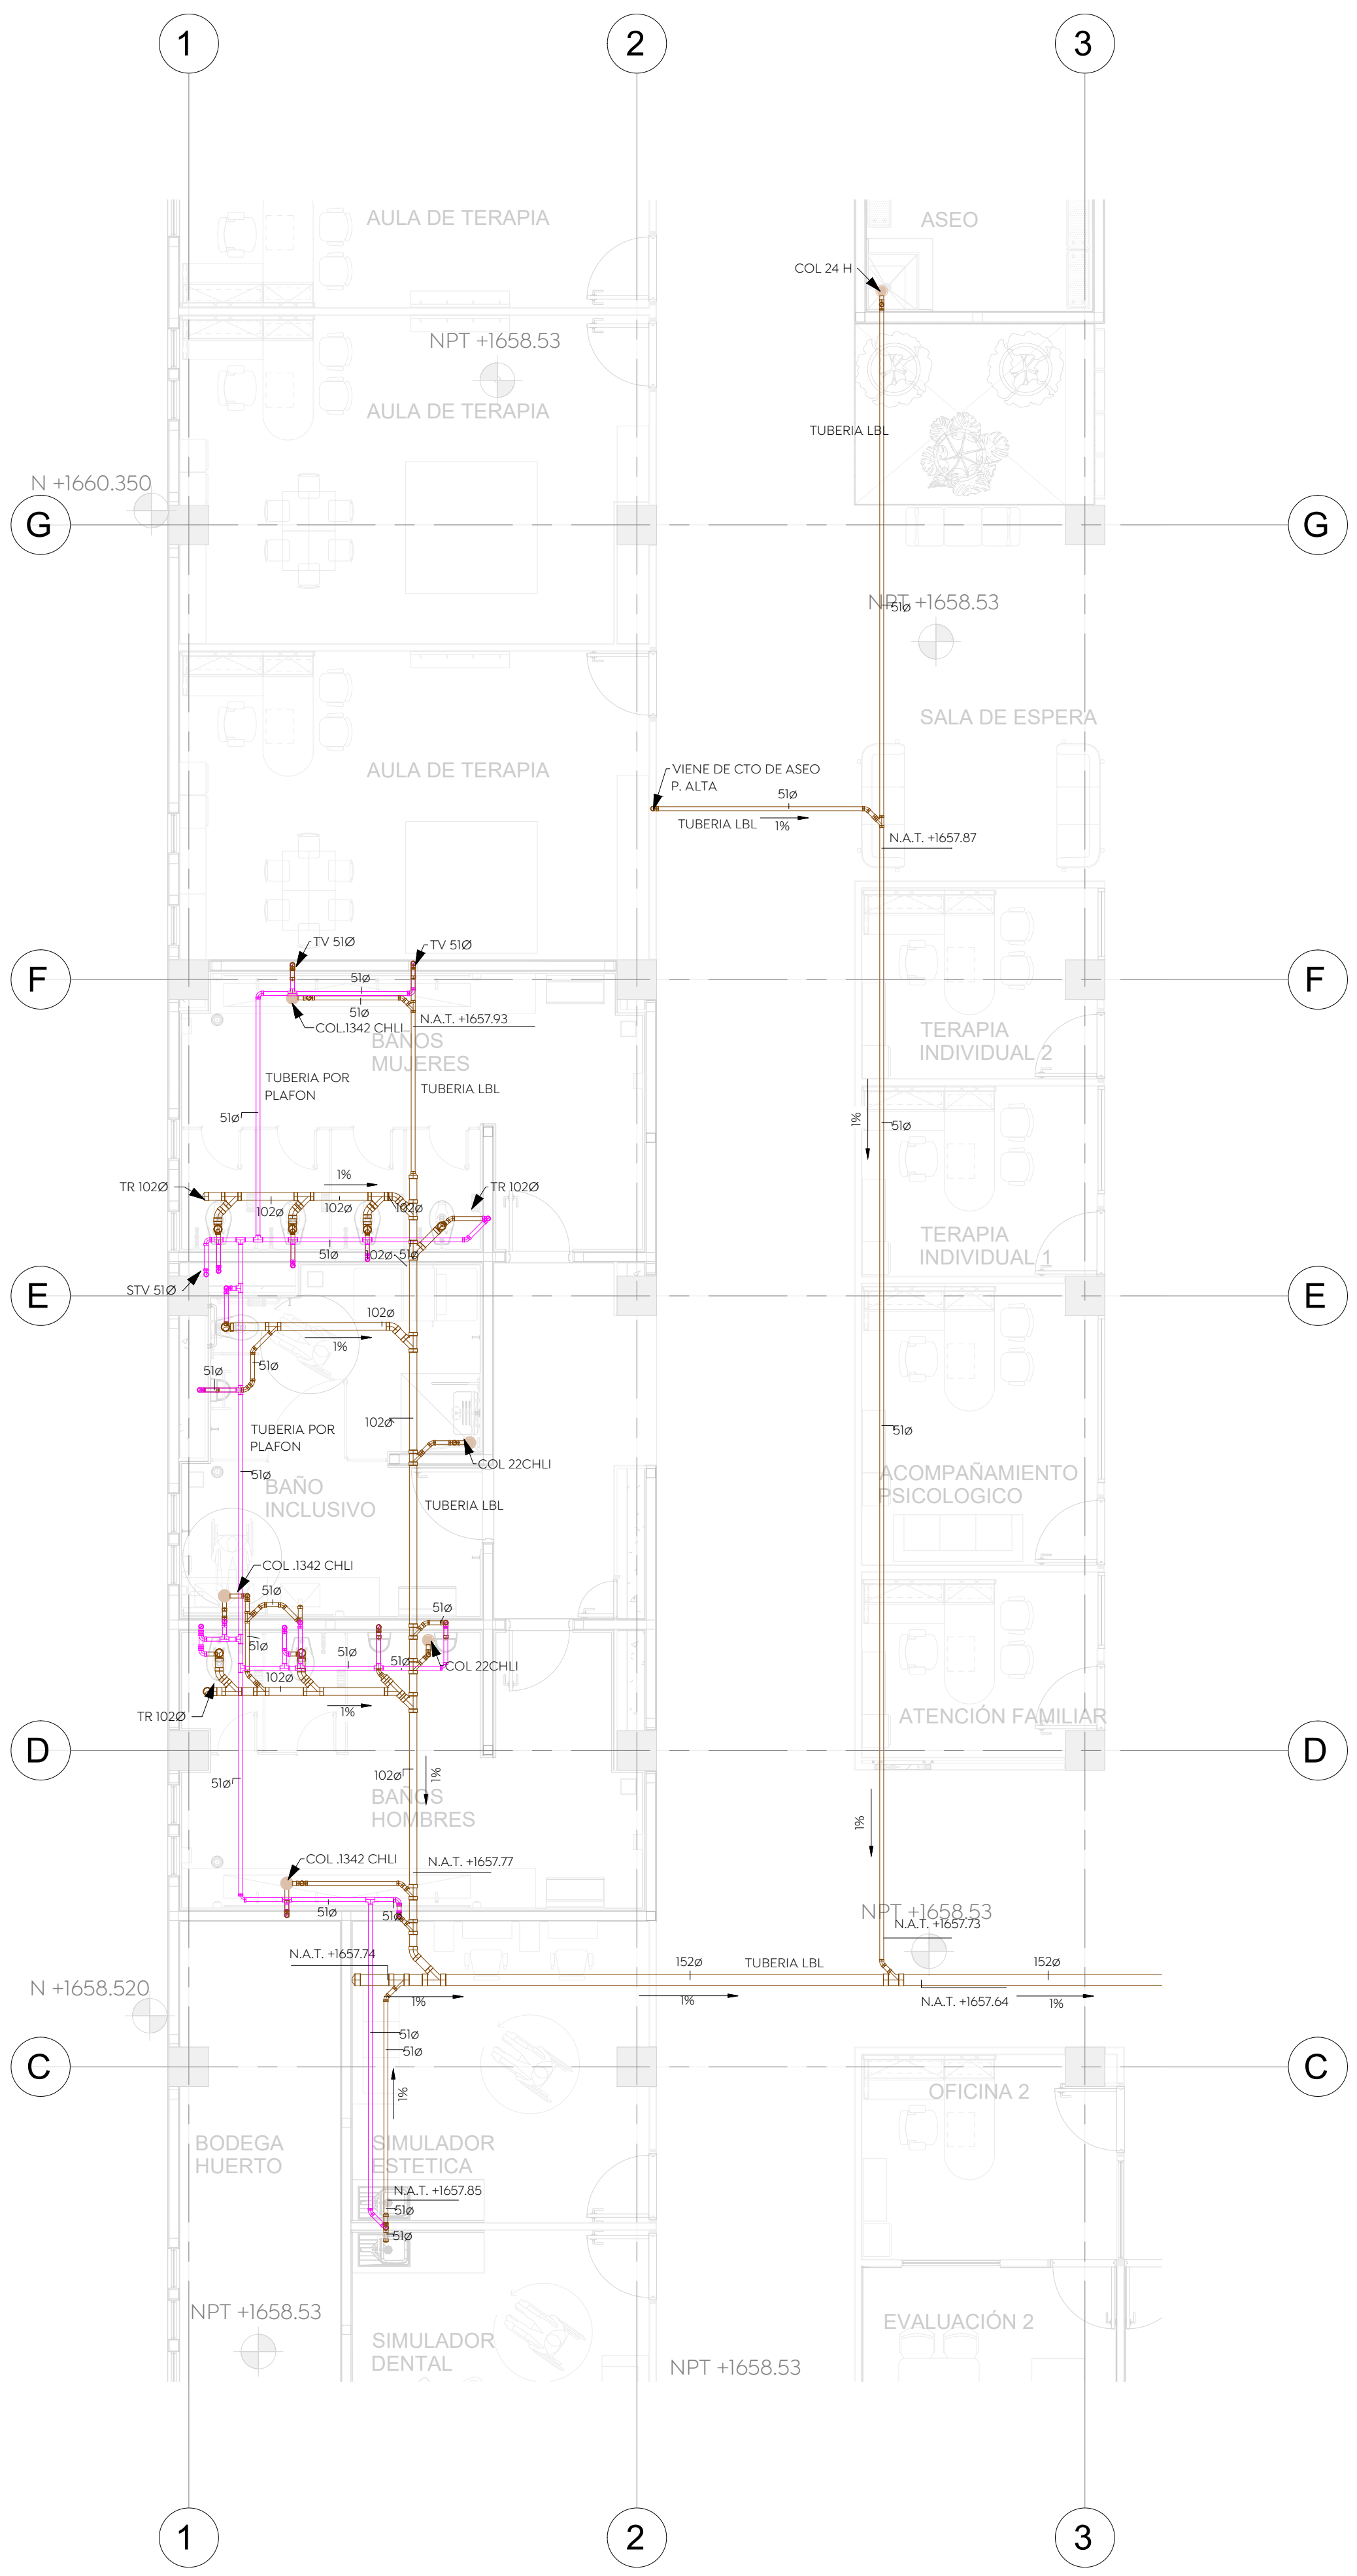 1
2
3
AULA DE TERAPIA
ASEO
COL 24 H
NPT +1658.53
AULA DE TERAPIA
TUBERIA LBL
N +1660.350
G
G
NPT +1658.53
51ø
SALA DE ESPERA
AULA DE TERAPIA
VIENE DE CTO DE ASEO
P. ALTA
51ø
TUBERIA LBL
1%
N.A.T. +1657.87
TV 51Ø
TV 51Ø
F
F
51ø
51ø
COL.1342 CHLI
N.A.T. +1657.93
BAÑOS
MUJERES
TERAPIA
INDIVIDUAL 2
TUBERIA POR
PLAFON
TUBERIA LBL
51ø
1%
51ø
TR 102Ø
1%
TR 102Ø
102ø
102ø
102ø
TERAPIA
INDIVIDUAL 1
51ø
102ø
51ø
STV 51Ø
E
E
102ø
1%
51ø
51ø
102ø
51ø
TUBERIA POR
PLAFON
COL 22CHLI
51ø
BAÑO
INCLUSIVO
ACOMPAÑAMIENTO
PSICOLOGICO
TUBERIA LBL
COL .1342 CHLI
51ø
51ø
51ø
51ø
51ø
COL 22CHLI
102ø
1%
TR 102Ø
ATENCIÓN FAMILIAR
D
D
51ø
102ø
1%
BAÑOS
HOMBRES
1%
COL .1342 CHLI
N.A.T. +1657.77
51ø
51ø
NPT +1658.53
N.A.T. +1657.73
N.A.T. +1657.74
152ø
TUBERIA LBL
152ø
N +1658.520
1%
1%
N.A.T. +1657.64
1%
51ø
51ø
C
C
1%
OFICINA 2
BODEGA
HUERTO
SIMULADOR
ESTETICA
N.A.T. +1657.85
51ø
51ø
NPT +1658.53
EVALUACIÓN 2
SIMULADOR
DENTAL
NPT +1658.53
1
2
3